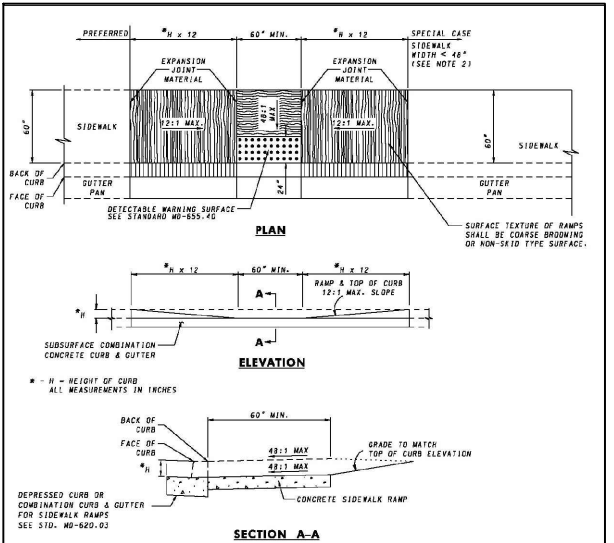 PREFERRED
*H x 12
60" MIN.
*H x 12
SPECIAL CASE
SIDEWALK
WIDTH < 48"
(SEE NOTE 2)
EXPANSION
JOINT
MATERIAL
EXPANSION
JOINT
MATERIAL
60"
SIDEWALK
12:1 MAX.
48:1
MAX
12:1 MAX.
60"
SIDEWALK
BACK OF
CURB
FACE OF
CURB
GUTTER
PAN
24"
GUTTER
PAN
DETECTABLE WARNING SURFACE
SEE STANDARD MD-655.40
SURFACE TEXTURE OF RAMPS
SHALL BE COARSE BROOMING
OR NON-SKID TYPE SURFACE.
PLAN
*H x 12
60" MIN.
*H x 12
A
RAMP & TOP OF CURB
12:1 MAX. SLOPE
*H
A
SUBSURFACE COMBINATION
CONCRETE CURB & GUTTER
ELEVATION
* - H = HEIGHT OF CURB
ALL MEASUREMENTS IN INCHES
BACK OF
CURB
60" MIN.
FACE OF
CURB
48:1 MAX
GRADE TO MATCH
TOP OF CURB ELEVATION
*H
48:1 MAX
CONCRETE SIDEWALK RAMP
DEPRESSED CURB OR
COMBINATION CURB & GUTTER
FOR SIDEWALK RAMPS
SEE STD. MD-620.03
SECTION A-A